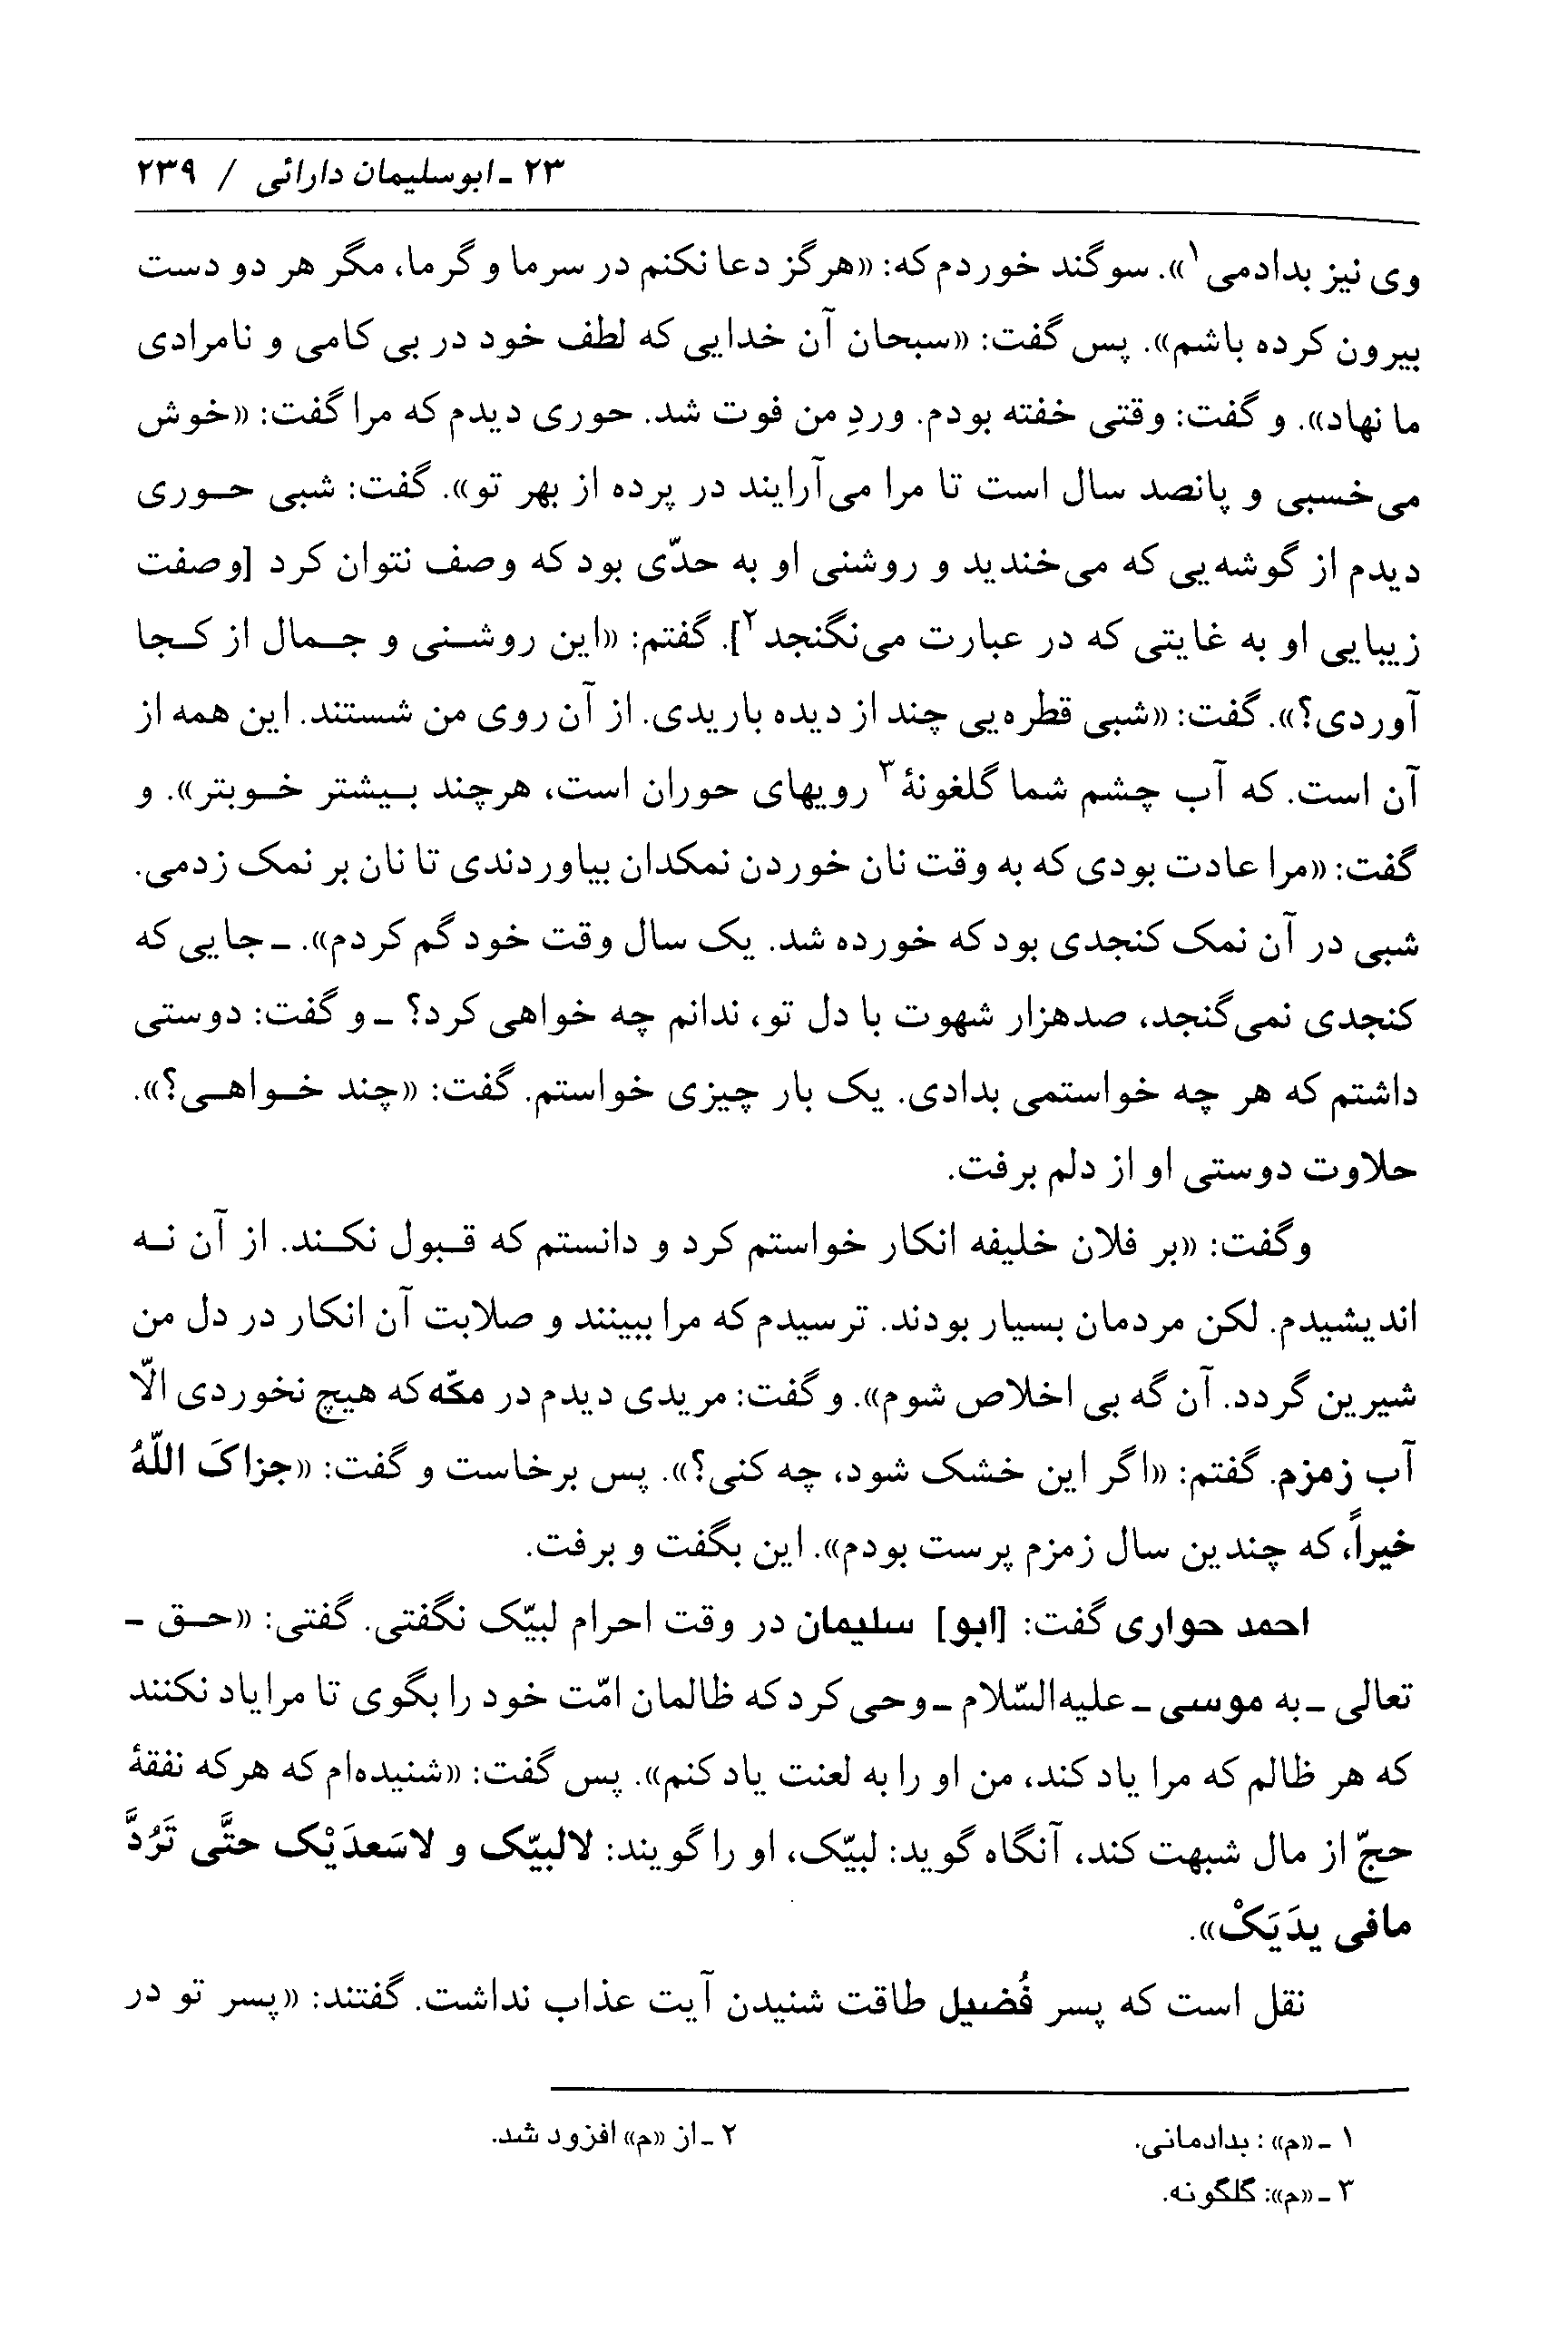 ۲۳ ـ ابوسلیمان دارائی / ۲۳۹
وی نیز بدادمی۱». سوگند خوردم که: «هرگز دعا نکنم در سرما و گرما، مگر هر دو دست
بیرون کرده باشم». پس گفت: «سبحان آن خدایی که لطف خود در بی کامی و نامرادی
ما نهاد». و گفت: وقتی خفته بودم. وردِ من فوت شد. حوری دیدم که مرا گفت: «خوش
می‌خسبی و پانصد سال است تا مرا می‌آرایند در پرده از بهر تو». گفت: شبی حوری
دیدم از گوشه‌یی که می‌خندید و روشنی او به حدّی بود که وصف نتوان کرد [وصفت
زیبایی او به غایتی که در عبارت می‌نگنجد۲]. گفتم: «این روشنی و جمال از کجا
آوردی؟». گفت: «شبی قطره‌یی چند از دیده باریدی. از آن روی من شستند. این همه از
آن است. که آب چشم شما گلغونهٔ۳ رویهای حوران است، هرچند بیشتر خوبتر». و
گفت: «مرا عادت بودی که به وقت نان خوردن نمکدان بیاوردندی تا نان بر نمک زدمی.
شبی در آن نمک کنجدی بود که خورده شد. یک سال وقت خود گم کردم». ـ جایی که
کنجدی نمی‌گنجد، صدهزار شهوت با دل تو، ندانم چه خواهی کرد؟ ـ و گفت: دوستی
داشتم که هر چه خواستمی بدادی. یک بار چیزی خواستم. گفت: «چند خواهی؟».
حلاوت دوستی او از دلم برفت.
وگفت: «بر فلان خلیفه انکار خواستم کرد و دانستم که قبول نکند. از آن نه
اندیشیدم. لکن مردمان بسیار بودند. ترسیدم که مرا ببینند و صلابت آن انکار در دل من
شیرین گردد. آن گه بی اخلاص شوم». و گفت: مریدی دیدم در مکّه که هیچ نخوردی الّا
آب زمزم. گفتم: «اگر این خشک شود، چه کنی؟». پس برخاست و گفت: «جزاکَ اللّهُ
خیراً، که چندین سال زمزم پرست بودم». این بگفت و برفت.
احمد حواری گفت: [ابو] سلیمان در وقت احرام لبیّک نگفتی. گفتی: «حق ـ
تعالی ـ به موسی ـ علیه‌السّلام ـ وحی کرد که ظالمان امّت خود را بگوی تا مرا یاد نکنند
که هر ظالم که مرا یاد کند، من او را به لعنت یاد کنم». پس گفت: «شنیده‌ام که هرکه نفقهٔ
حجّ از مال شبهت کند، آنگاه گوید: لبیّک، او را گویند: لالبیّک و لاسَعدَیْک حتَّی تَرُدَّ
مافی یدَیَکْ».
نقل است که پسر فُضیل طاقت شنیدن آیت عذاب نداشت. گفتند: «پسر تو در
۱ ـ «م» : بدادمانی.
۲ ـ از «م» افزود شد.
۳ ـ «م»: گلگونه.